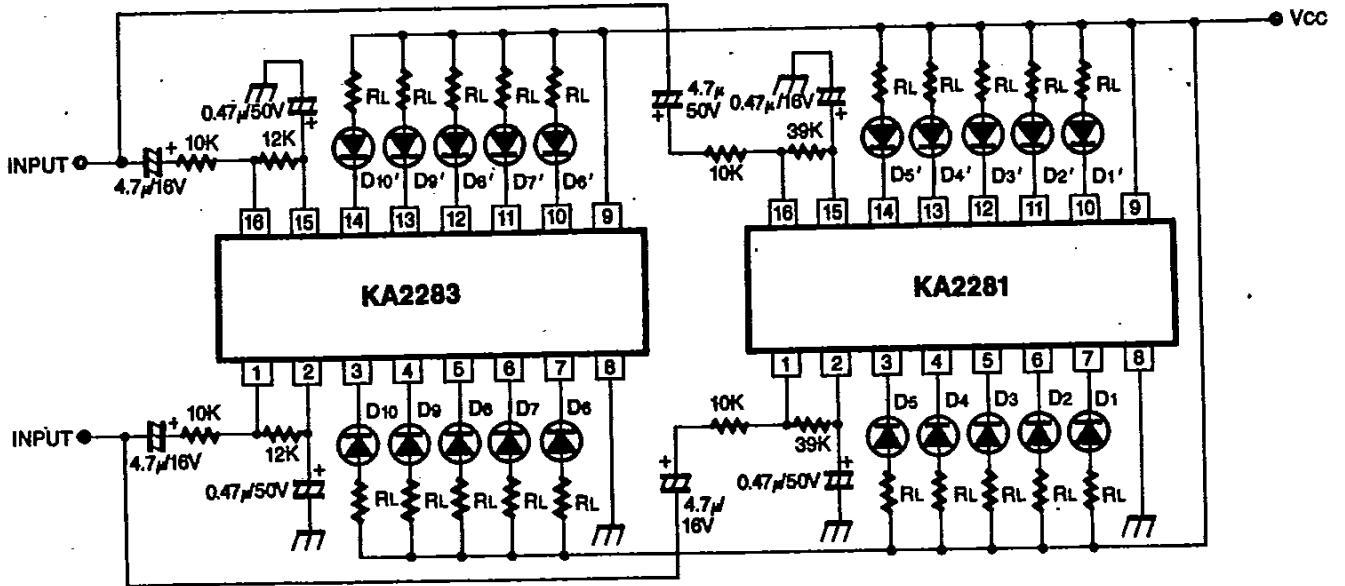 VCC
RL RL RL RL RL
RL RL RL RL RL
0.47μ/50V
4.7μ 50V
0.47μ/16V
10K 12K
39K
INPUT
4.7μ/16V
10K
D10' D9' D6' D7' D6'
D5' D4' D3' D2' D1'
16 15 14 13 12 11 10 9
16 15 14 13 12 11 10 9
KA2283
KA2281
1 2 3 4 5 6 7 8
1 2 3 4 5 6 7 8
D10 D9 D6 D7 D6
D5 D4 D3 D2 D1
10K
10K
INPUT
4.7μ/16V
12K
39K
0.47μ/50V
4.7μ/ 16V
0.47μ/50V
RL RL RL RL RL
RL RL RL RL RL